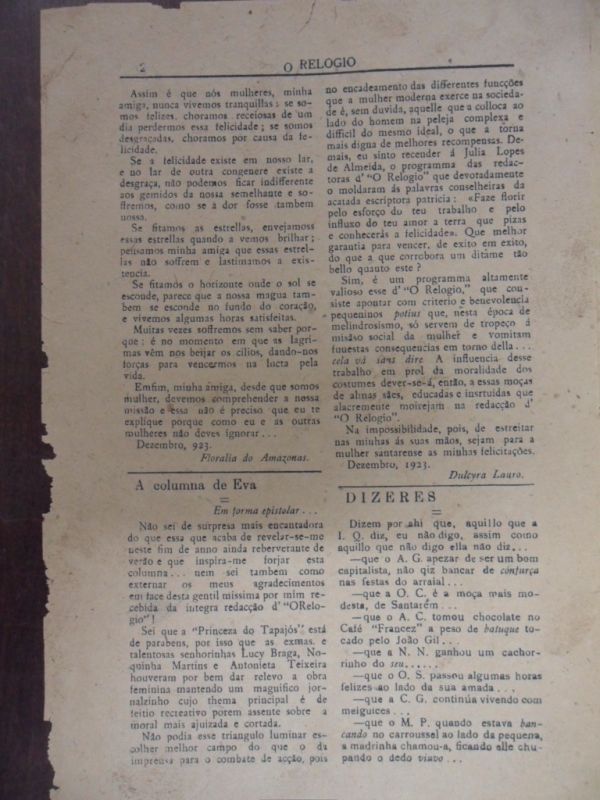 2
O RELOGIO
Assim é que nós mulheres, minha
amiga, nunca vivemos tranquillas: se so-
mos felizes, choramos receiosas de um
dia perdermos essa felicidade; se somos
desgraçadas, choramos por causa da fe-
licidade.
Se a felicidade existe em nosso lar,
e no lar de outra congenere existe a
desgraça, não podemos ficar indifferente
aos gemidos da nossa semelhante e so-
ffremos, como se a dor fosse tambem
nossa.
Se fitamos as estrellas, envejamoss
essas estrellas quando a vemos brilhar;
pensamos minha amiga que essas estrel-
las não soffrem e lastimamos a exis-
tencia.
Se fitamos o horizonte onde o sol se
esconde, parece que a nossa magua tam-
bem se esconde no fundo do coração,
e vivemos algumas horas satisfeitas.
Muitas vezes soffremos sem saber por-
que: é no momento em que as lagri-
mas vêm nos beijar os cilios, dando-nos
forças para vencermos na lucta pela
vida.
Emfim, minha amiga, desde que somos
mulher, devemos comprehender a nossa
missão e essa não é preciso que eu te
explique porque como eu e as outras
mulheres não deves ignorar...
Dezembro, 923.
Floralia do Amazonas.
A columna de Eva
Em forma epistolar...
Não sei de surpresa mais encantadora
do que essa que acaba de revelar-se-me
neste fim de anno ainda reberverante de
verão e que inspira-me forjar esta
columna... nem sei tambem como
externar os meus agradecimentos
em face desta gentil missima por mim re-
cebida da integra redacção d' "ORelo-
gio"!
Sei que a "Princeza do Tapajós" está
de parabens, por isso que as exmas. e
talentosas senhorinhas Lucy Braga, No-
quinha Martins e Antonieta Teixeira
houveram por bem dar relevo a obra
feminina mantendo um magnifico jor-
nalzinho cujo thema principal é de
feitio recreativo porem assente sobre a
moral mais ajuizada e cortada.
Não podia esse triangulo luminar es-
colher melhor campo do que o da
imprensa para o combate de acção, pois
no encadeamento das differentes funcções
que a mulher moderna exerce na socieda-
de é, sem duvida, aquelle que a colloca ao
lado do homem na peleja complexa e
difficil do mesmo ideal, o que a torna
mais digna de melhores recompensas. De-
mais, eu sinto recender á Julia Lopes
de Almeida, o programma das redac-
toras d' "O Relogio" que devotadamente
o moldaram ás palavras conselheiras da
acatada escriptora patricia: «Faze florir
pelo esforço do teu trabalho e pelo
influxo do teu amor a terra que pizas
e conhecerás a felicidade». Que melhor
garantia para vencer, de exito em exito,
do que a que corrobora um ditâme tão
bello quanto este?
Sim, é um programma altamente
valioso esse d' "O Relogio," que con-
siste apontar com criterio e benevolencia
pequeninos potius que, nesta época de
melindrosismo, só servem de tropeço á
misão social da mulher e vomitam
funestas consequencias em torno della...
cela vá sans dire A influencia desse
trabalho em prol da moralidade dos
costumes dever-se-á, então, a essas moças
de almas sães, educadas e insrtuidas que
alacremente moirejam na redacção d'
"O Relogio".
Na impossibilidade, pois, de estreitar
nas minhas ás suas mãos, sejam para a
mulher santarense as minhas felicitações.
Dezembro, 1923.
Dulcyra Lauro.
DIZERES
Dizem por ahi que, aquillo que a
I. Q. diz, eu não digo, assim como
aquillo que não digo ella não diz...
—que o A. G. apezar de ser um bom
capitalista, não qiz bancar de confurça
nas festas do arraial...
—que a O. C. é a moça mais mo-
desta, de Santarém...
—que o A. C. tomou chocolate no
Café "Francez" a peso de batuque to-
cado pelo João Gil...
—que a N. N. ganhou um cachor-
rinho do seu......
—que o O. S. passou algumas horas
felizes ao lado da sua amada...
—que a C. G. continúa vivendo com
meiguices...
—que o M. P. quando estava ban-
cando no carroussel ao lado da pequena,
a madrinha chamou-a, ficando elle chu-
pando o dedo viuvo...